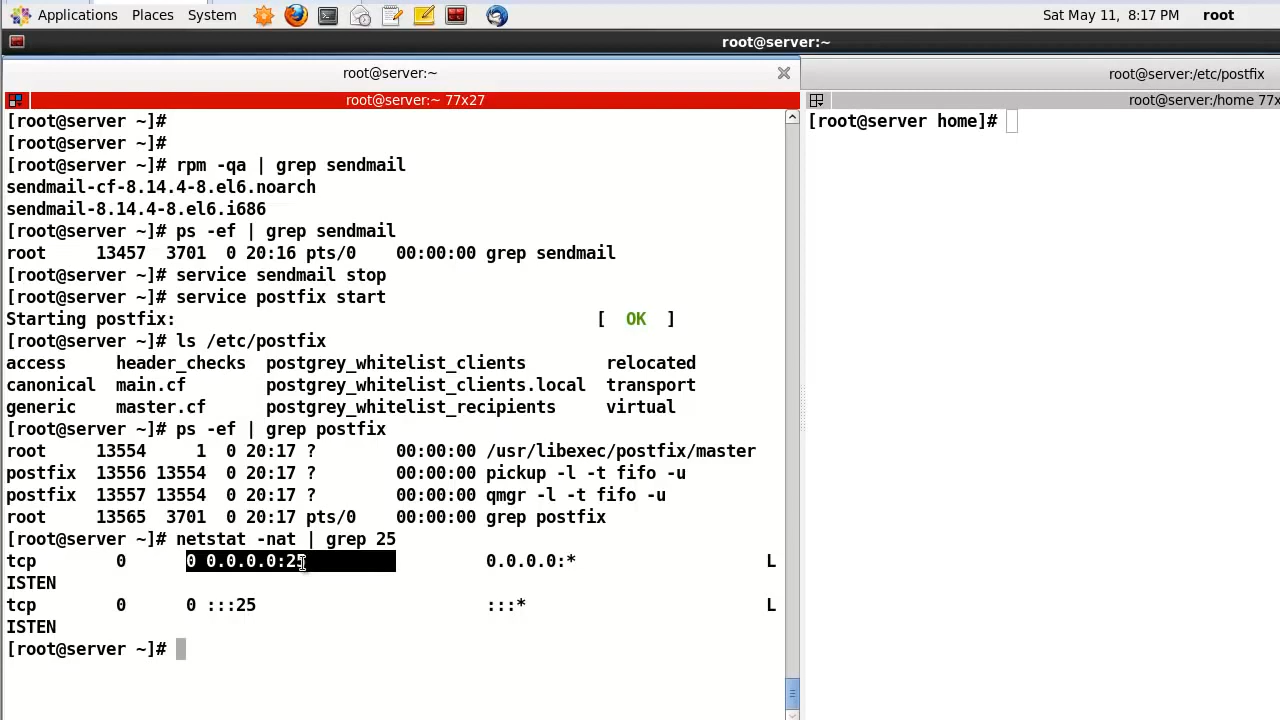 Applications Places System Sat May 11, 8:17 PM root
root@server:~
root@server:~
root@server:/etc/postfix
root@server:~ 77x27
root@server:/home 77x
[root@server ~]#
[root@server ~]#
[root@server ~]# rpm -qa | grep sendmail
sendmail-cf-8.14.4-8.el6.noarch
sendmail-8.14.4-8.el6.i686
[root@server ~]# ps -ef | grep sendmail
root     13457  3701  0 20:16 pts/0    00:00:00 grep sendmail
[root@server ~]# service sendmail stop
[root@server ~]# service postfix start
Starting postfix:                                          [  OK  ]
[root@server ~]# ls /etc/postfix
access     header_checks  postgrey_whitelist_clients        relocated
canonical  main.cf        postgrey_whitelist_clients.local  transport
generic    master.cf      postgrey_whitelist_recipients     virtual
[root@server ~]# ps -ef | grep postfix
root     13554     1  0 20:17 ?        00:00:00 /usr/libexec/postfix/master
postfix  13556 13554  0 20:17 ?        00:00:00 pickup -l -t fifo -u
postfix  13557 13554  0 20:17 ?        00:00:00 qmgr -l -t fifo -u
root     13565  3701  0 20:17 pts/0    00:00:00 grep postfix
[root@server ~]# netstat -nat | grep 25
tcp        0      0 0.0.0.0:25                  0.0.0.0:*                   L
ISTEN
tcp        0      0 :::25                       :::*                        L
ISTEN
[root@server ~]#
[root@server home]#